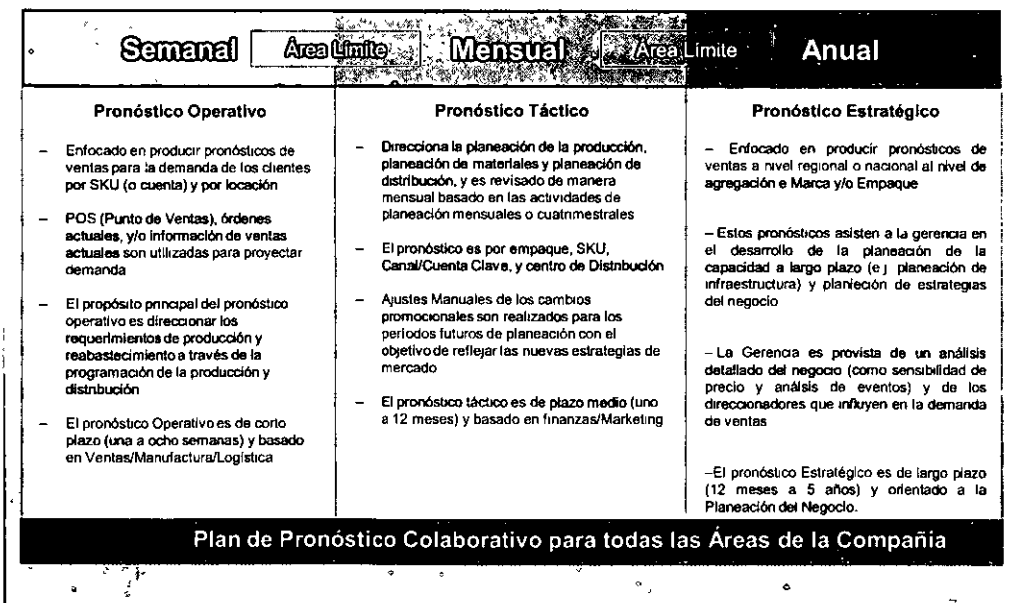 Semanal Área Límite Mensual Área Límite Anual
Pronóstico Operativo
– Enfocado en producir pronósticos de
ventas para la demanda de los clientes
por SKU (o cuenta) y por locación
– POS (Punto de Ventas), órdenes
actuales, y/o información de ventas
actuales son utilizadas para proyectar
demanda
– El propósito principal del pronóstico
operativo es direccionar los
requerimientos de producción y
reabastecimiento a través de la
programación de la producción y
distribución
– El pronóstico Operativo es de corto
plazo (una a ocho semanas) y basado
en Ventas/Manufactura/Logística
Pronóstico Táctico
– Direcciona la planeación de la producción,
planeación de materiales y planeación de
distribución, y es revisado de manera
mensual basado en las actividades de
planeación mensuales o cuatrimestrales
– El pronóstico es por empaque, SKU,
Canal/Cuenta Clave, y centro de Distribución
– Ajustes Manuales de los cambios
promocionales son realizados para los
períodos futuros de planeación con el
objetivo de reflejar las nuevas estrategias de
mercado
– El pronóstico táctico es de plazo medio (uno
a 12 meses) y basado en finanzas/Marketing
Pronóstico Estratégico
– Enfocado en producir pronósticos de
ventas a nivel regional o nacional al nivel de
agregación e Marca y/o Empaque
– Estos pronósticos asisten a la gerencia en
el desarrollo de la planeación de la
capacidad a largo plazo (ej planeación de
infraestructura) y planieción de estrategias
del negocio
– La Gerencia es provista de un análisis
detallado del negocio (como sensibilidad de
precio y análisis de eventos) y de los
direccionadores que influyen en la demanda
de ventas
–El pronóstico Estratégico es de largo plazo
(12 meses a 5 años) y orientado a la
Planeación del Negocio.
Plan de Pronóstico Colaborativo para todas las Áreas de la Compañia